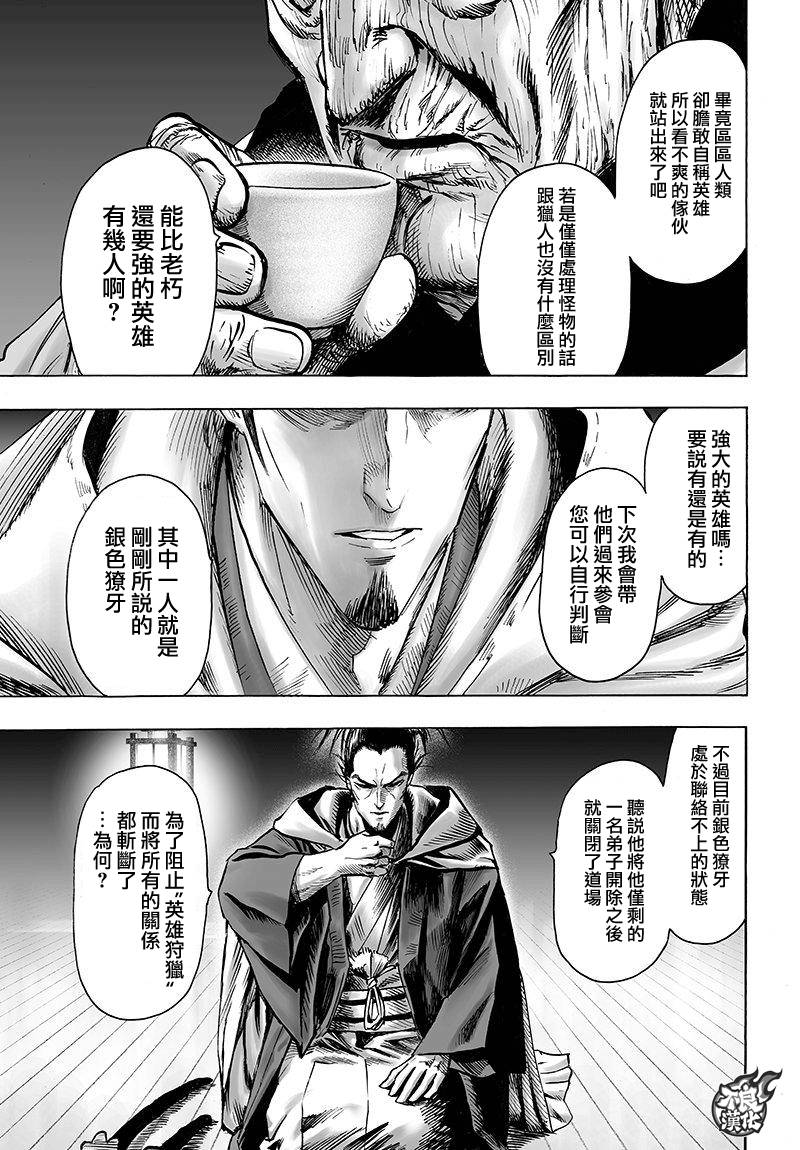 畢竟區區人類
卻膽敢自稱英雄
所以看不爽的傢伙
就站出來了吧
若是僅僅處理怪物的話
跟獵人也沒有什麼區別
能比老朽
還要強的英雄
有幾人啊?
強大的英雄嗎…
要說有還是有的
下次我會帶
他們過來參會
您可以自行判斷
其中一人就是
剛剛所說的
銀色獠牙
不過目前銀色獠牙
處於聯絡不上的狀態
聽說他將他僅剩的
一名弟子開除之後
就關閉了道場
為了阻止"英雄狩獵"
而將所有的關係
都斬斷了
…為何?